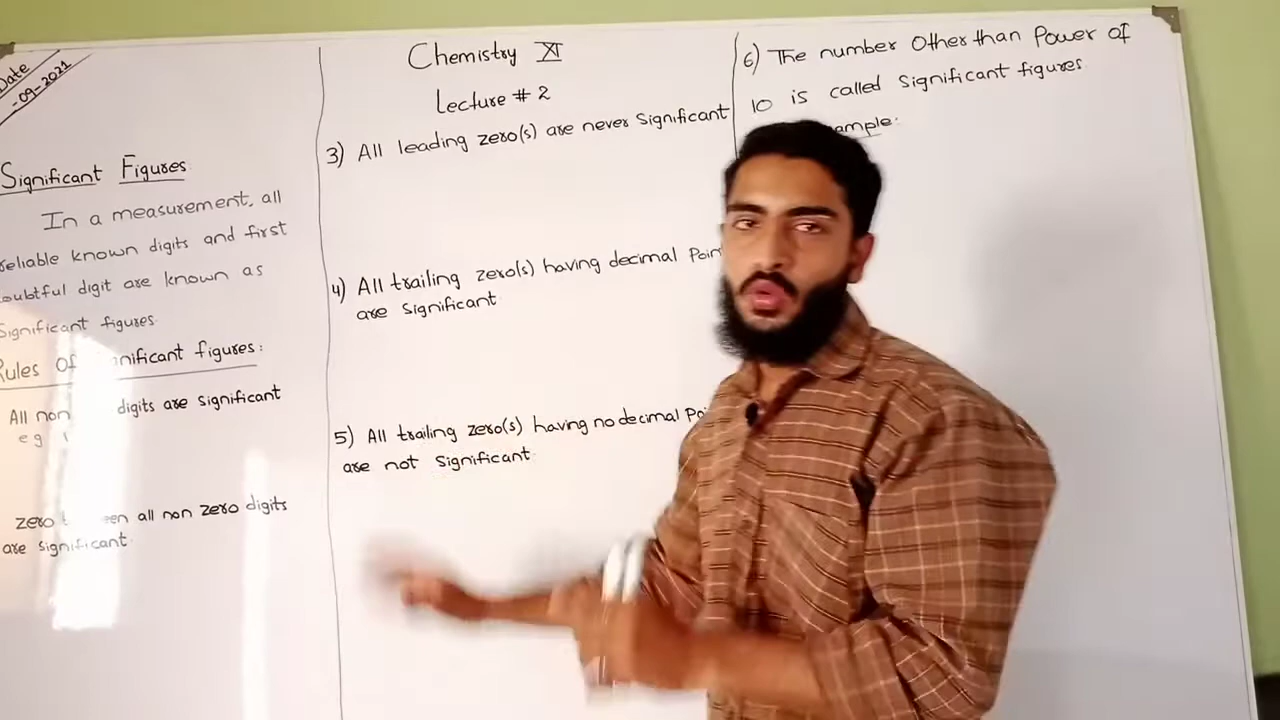 Date
-09-2021
Significant Figures
In a measurement, all
reliable known digits and first
doubtful digit are known as
Significant figures.
Rules Of Significant figures:
All non digits are significant
eg
zero all non zero digits
are significant.
Chemistry XI
Lecture # 2
3) All leading zero(s) are never Significant
4) All trailing zero(s) having decimal Poin
are significant
5) All trailing zero(s) having no decimal Po
are not significant
6) The number Other than Power of
10 is called Significant figures
ample: